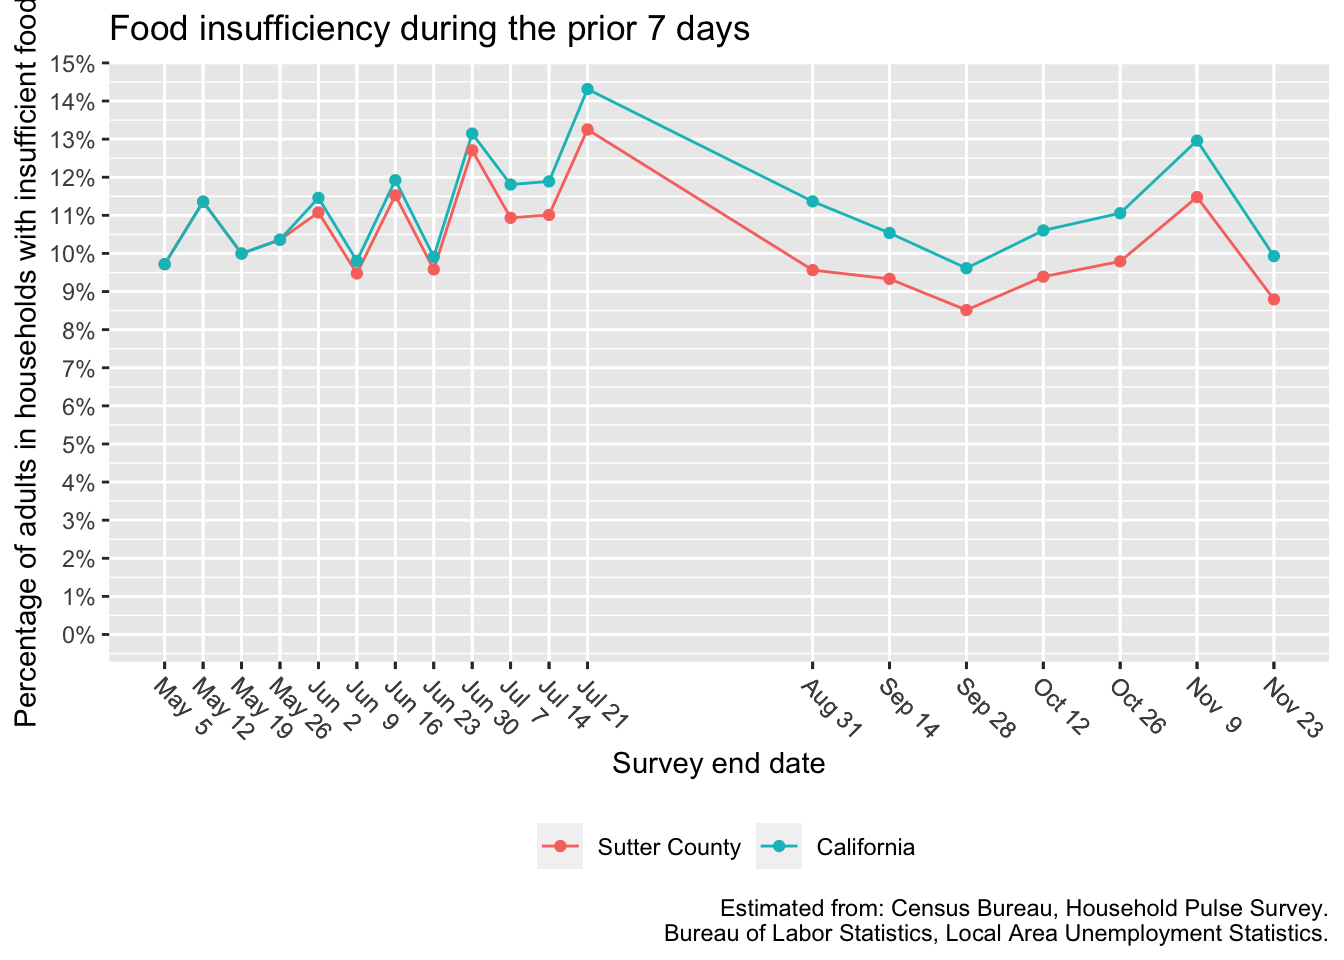 Food insufficiency during the prior 7 days
Percentage of adults in households with insufficient food
15%
14%
13%
12%
11%
10%
9%
8%
7%
6%
5%
4%
3%
2%
1%
0%
May 5
May 12
May 19
May 26
Jun 2
Jun 9
Jun 16
Jun 23
Jun 30
Jul 7
Jul 14
Jul 21
Aug 31
Sep 14
Sep 28
Oct 12
Oct 26
Nov 9
Nov 23
Survey end date
Sutter County
California
Estimated from: Census Bureau, Household Pulse Survey.
Bureau of Labor Statistics, Local Area Unemployment Statistics.